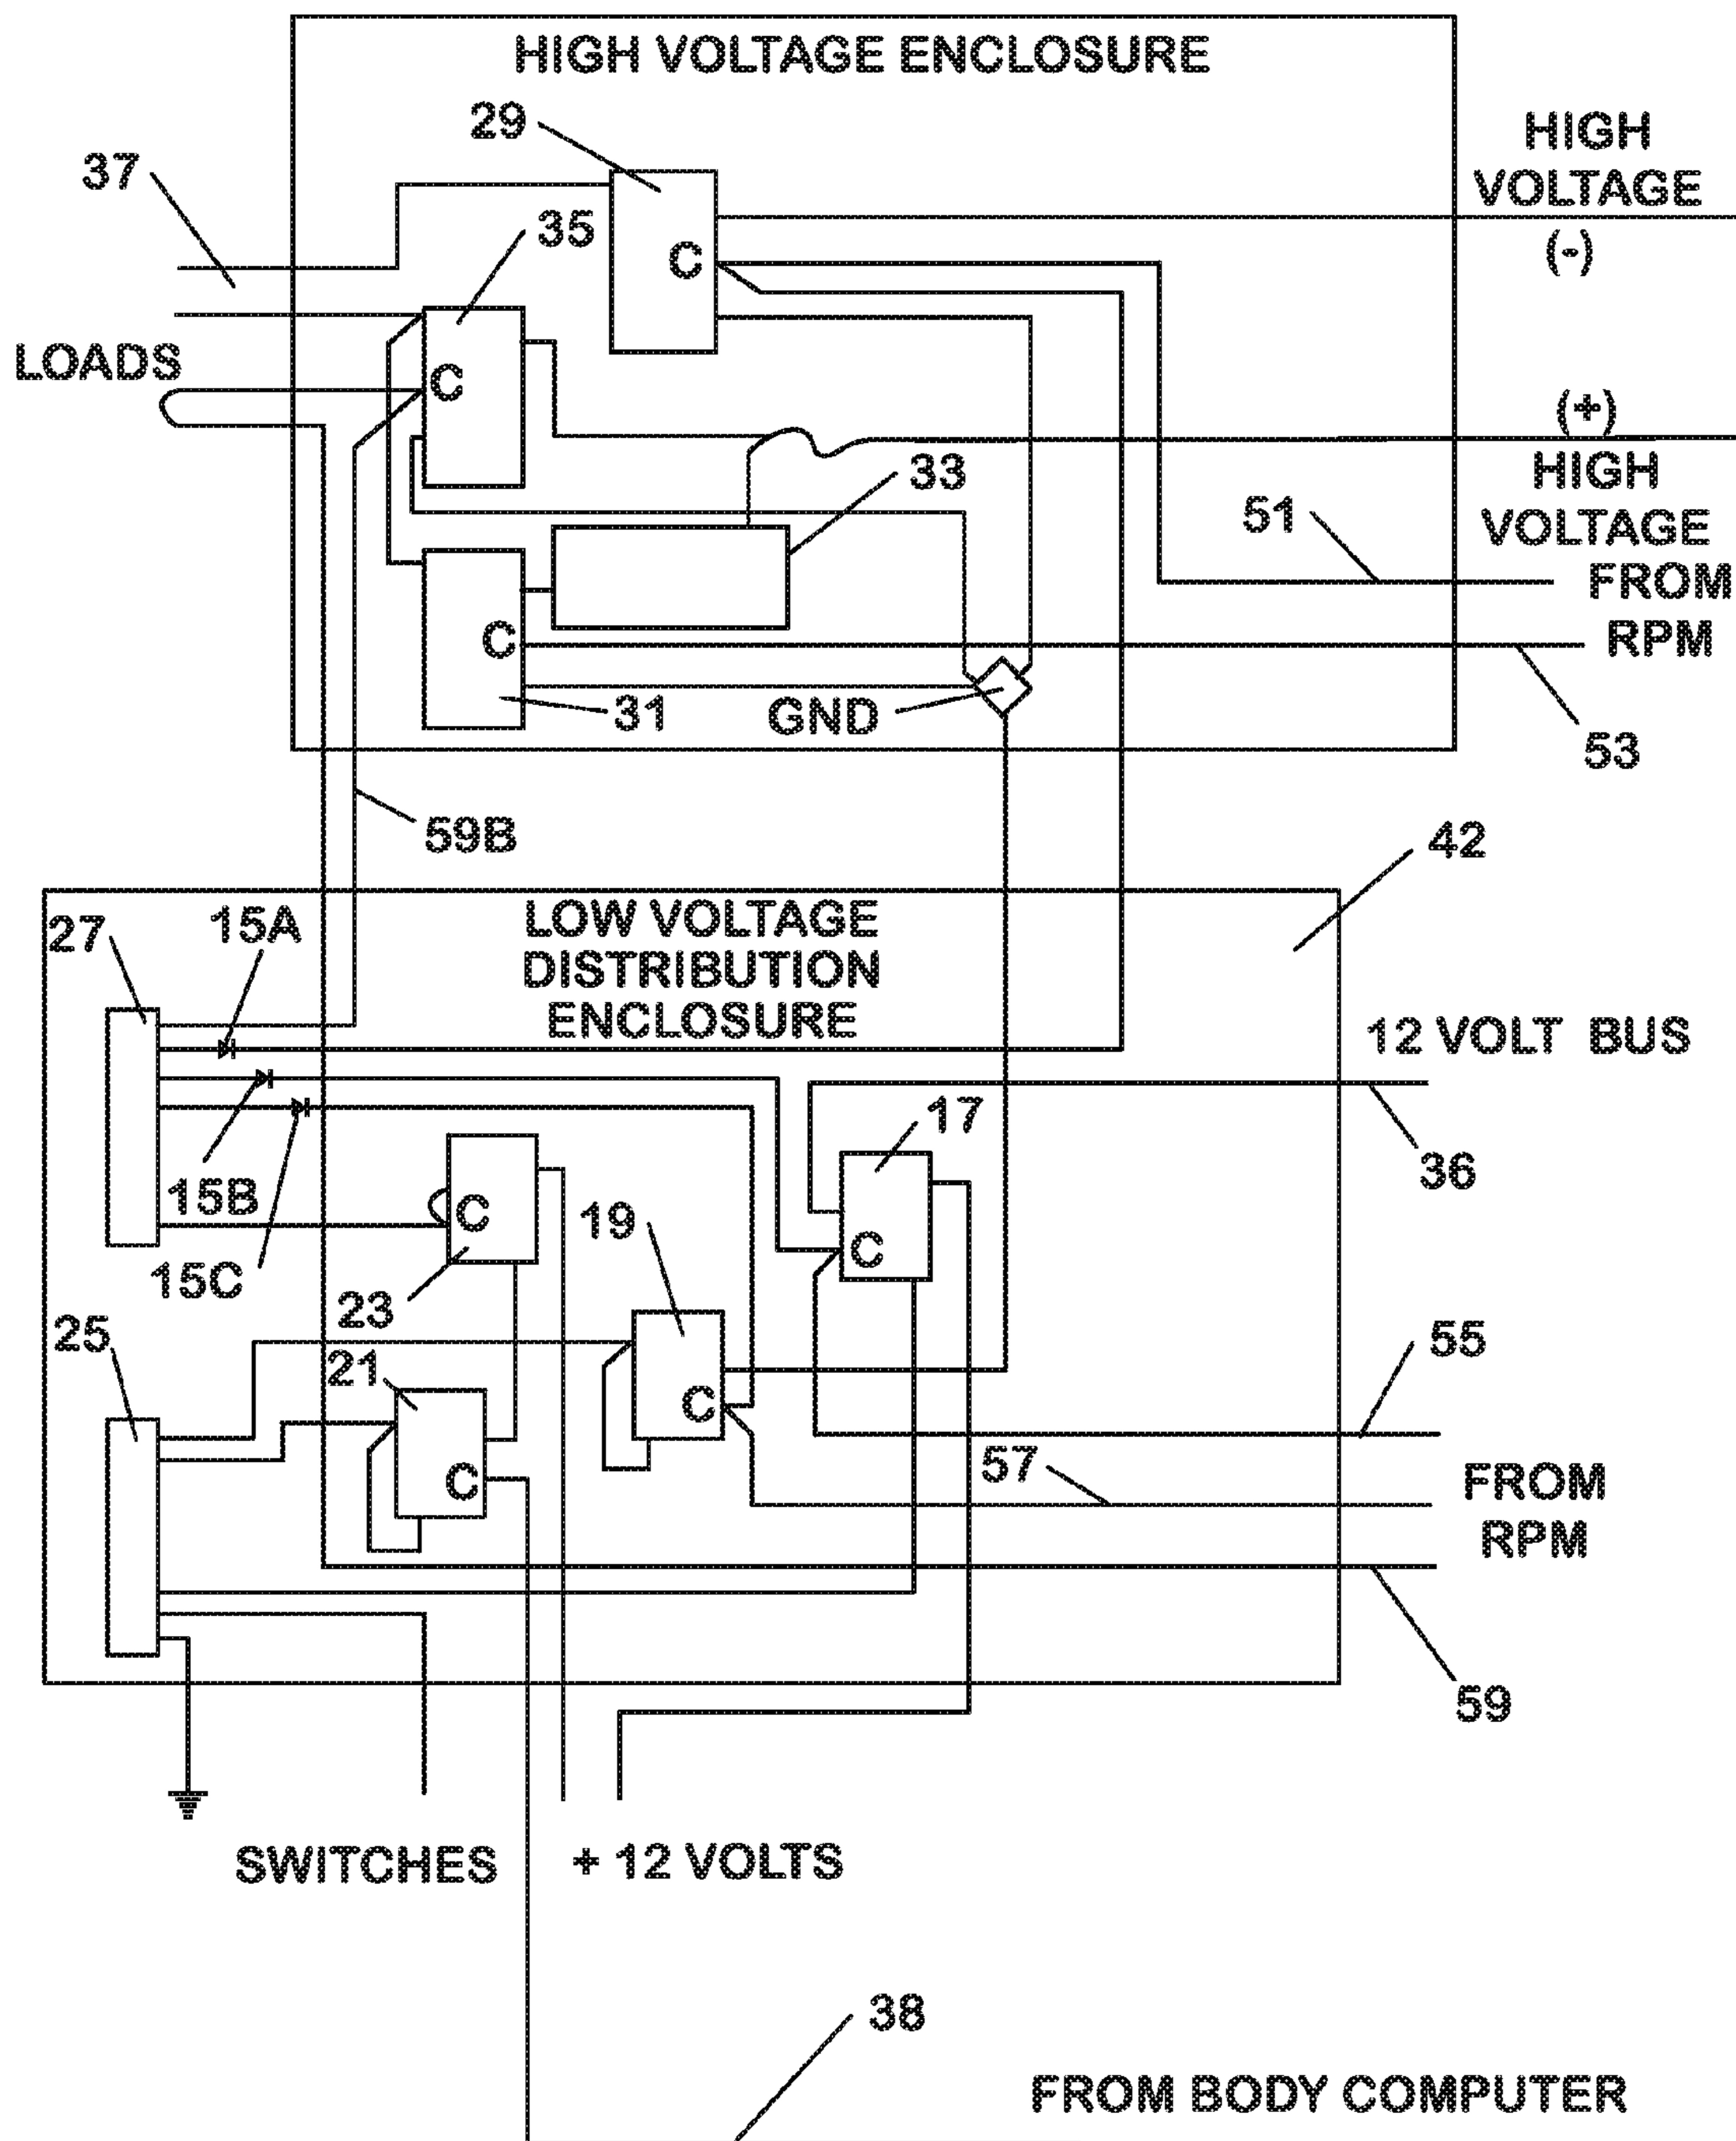 HIGH VOLTAGE ENCLOSURE
29
HIGH
VOLTAGE
(-)
37
35
C
C
LOADS
(+)
HIGH
VOLTAGE
33
51
FROM
RPM
C
31
GND
53
59B
42
27
15A
LOW VOLTAGE
DISTRIBUTION
ENCLOSURE
12 VOLT BUS
17
36
15B
C
19
C
15C
23
25
21
55
C
C
57
FROM
RPM
59
SWITCHES
+ 12 VOLTS
38
FROM BODY COMPUTER